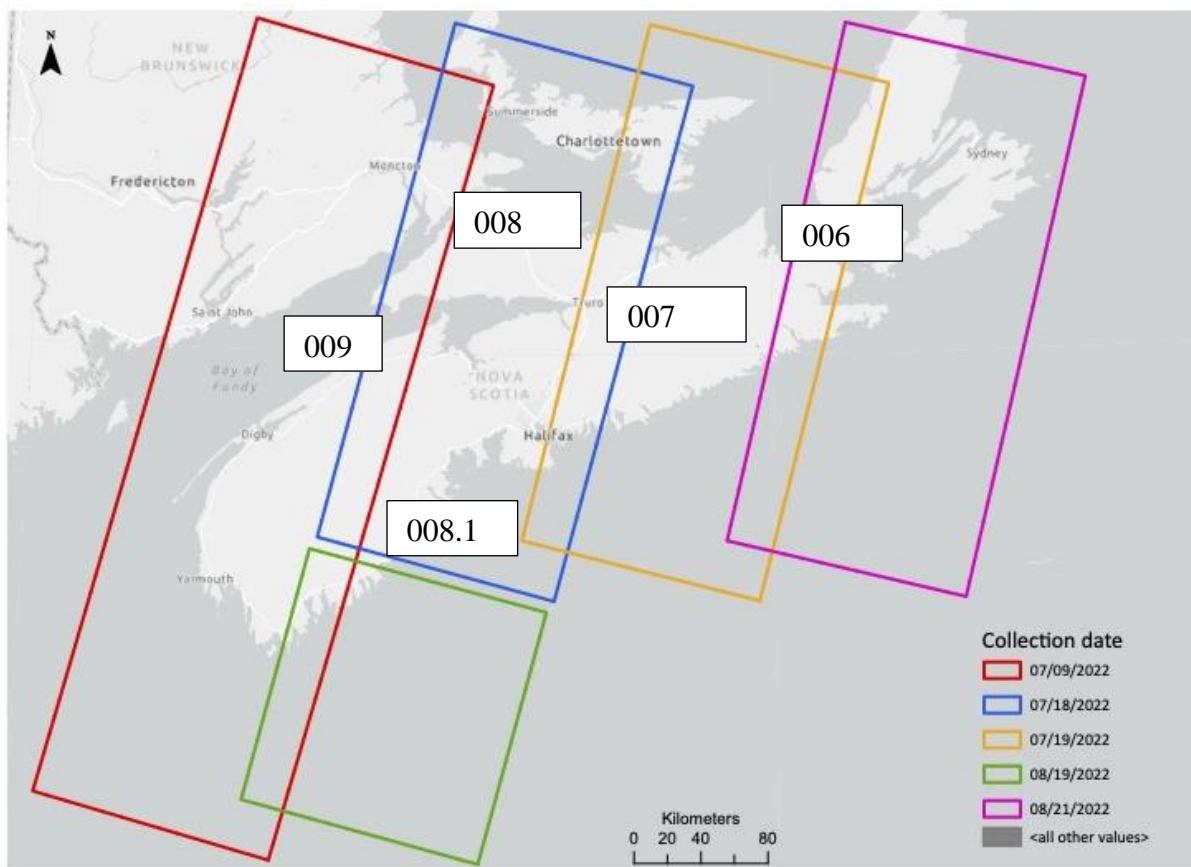 N
NEW
BRUNSWICK
Summerside
Charlottetown
Moncton
Sydney
Fredericton
008
006
Saint John
Truro
007
009
Bay of
Fundy
NOVA
SCOTIA
Digby
Halifax
008.1
Yarmouth
Collection date
07/09/2022
07/18/2022
07/19/2022
08/19/2022
08/21/2022
<all other values>
Kilometers
0 20 40 80